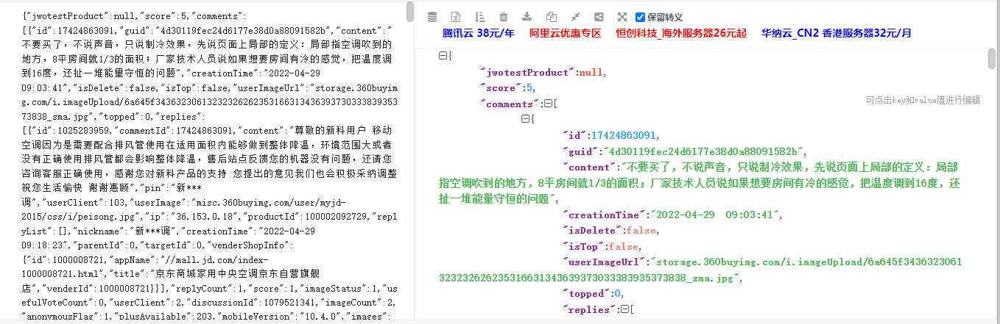 {"jwotestProduct":null,"score":5,"comments":
[{"id":17424863091,"guid":"4d30119fec24d6177e38d0a88091582b","content":"
不要买了，不说声音，只说制冷效果，先说页面上局部的定义：局部指空调吹到的
地方，8平房间就1/3的面积；厂家技术人员说如果想要房间有冷的感觉，把温度调
到16度，还扯一堆能量守恒的问题","creationTime":"2022-04-29
09:03:41","isDelete":false,"isTop":false,"userImageUrl":"storage.360buyim
g.com/i.imageUpload/6a645f3436323061323232626235316631343639373033383935
373838_sma.jpg","topped":0,"replies":
[{"id":1025283959,"commentId":17424863091,"content":"尊敬的新科用户 移动
空调因为是需要配合排风管使用在适用面积内能够做到整体降温，环境范围大或者
没有正确使用排风管都会影响整体降温，售后站点反馈您的机器没有问题，还请您
咨询客服正确使用，感谢您对新科产品的支持 您提出的意见我们也会积极采纳调整
祝您生活愉快 谢谢惠顾","pin":"新***
调","userClient":103,"userImage":"misc.360buyimg.com/user/myjd-
2015/css/i/peisong.jpg","ip":"36.153.0.18","productId":100002092729,"repl
yList":[],"nickname":"新***调","creationTime":"2022-04-29
09:18:23","parentId":0,"targetId":0,"venderShopInfo":
{"id":1000008721,"appName":"//mall.jd.com/index-
1000008721.html","title":"京东商城家用中央空调京东自营旗舰
店","venderId":1000008721}}],"replyCount":1,"score":1,"imageStatus":1,"us
efulVoteCount":0,"userClient":2,"discussionId":1079521341,"imageCount":2,
"anonymousFlag":1,"plusAvailable":203,"mobileVersion":"10.4.0","images":
保留转义
腾讯云 38元/年 阿里云优惠专区 恒创科技_海外服务器26元起 华纳云_CN2 香港服务器32元/月
{
"jwotestProduct":null,
"score":5,
可点击key和value值进行编辑
"comments":[
{
"id":17424863091,
"guid":"4d30119fec24d6177e38d0a88091582b",
"content":"不要买了，不说声音，只说制冷效果，先说页面上局部的定义：局部
指空调吹到的地方，8平房间就1/3的面积；厂家技术人员说如果想要房间有冷的感觉，把温度调到16度，还
扯一堆能量守恒的问题",
"creationTime":"2022-04-29 09:03:41",
"isDelete":false,
"isTop":false,
"userImageUrl":"storage.360buyimg.com/i.imageUpload/6a645f3436323061
323232626235316631343639373033383935373838_sma.jpg",
"topped":0,
"replies":[